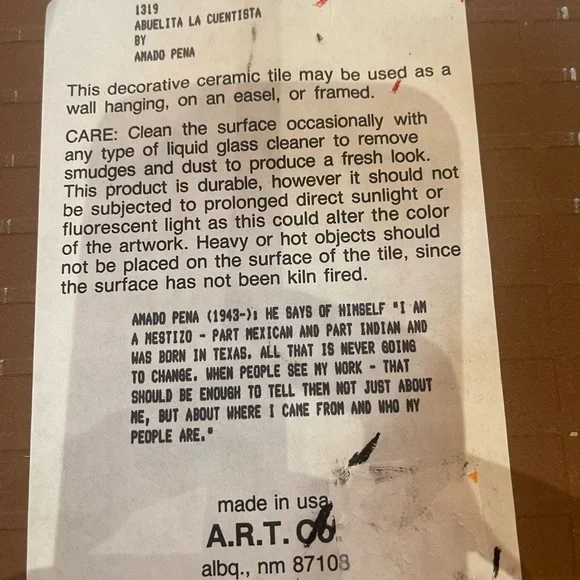 1319
ABUELITA LA CUENTISTA
BY
AMADO PENA
This decorative ceramic tile may be used as a
wall hanging, on an easel, or framed.
CARE: Clean the surface occasionally with
any type of liquid glass cleaner to remove
smudges and dust to produce a fresh look.
This product is durable, however it should not
be subjected to prolonged direct sunlight or
fluorescent light as this could alter the color
of the artwork. Heavy or hot objects should
not be placed on the surface of the tile, since
the surface has not been kiln fired.
AMADO PENA (1943-): HE SAYS OF HIMSELF "I AM
A MESTIZO - PART MEXICAN AND PART INDIAN AND
WAS BORN IN TEXAS. ALL THAT IS NEVER GOING
TO CHANGE. WHEN PEOPLE SEE MY WORK - THAT
SHOULD BE ENOUGH TO TELL THEM NOT JUST ABOUT
ME, BUT ABOUT WHERE I CAME FROM AND WHO MY
PEOPLE ARE."
made in usa
A.R.T. Co.
albq., nm 87108